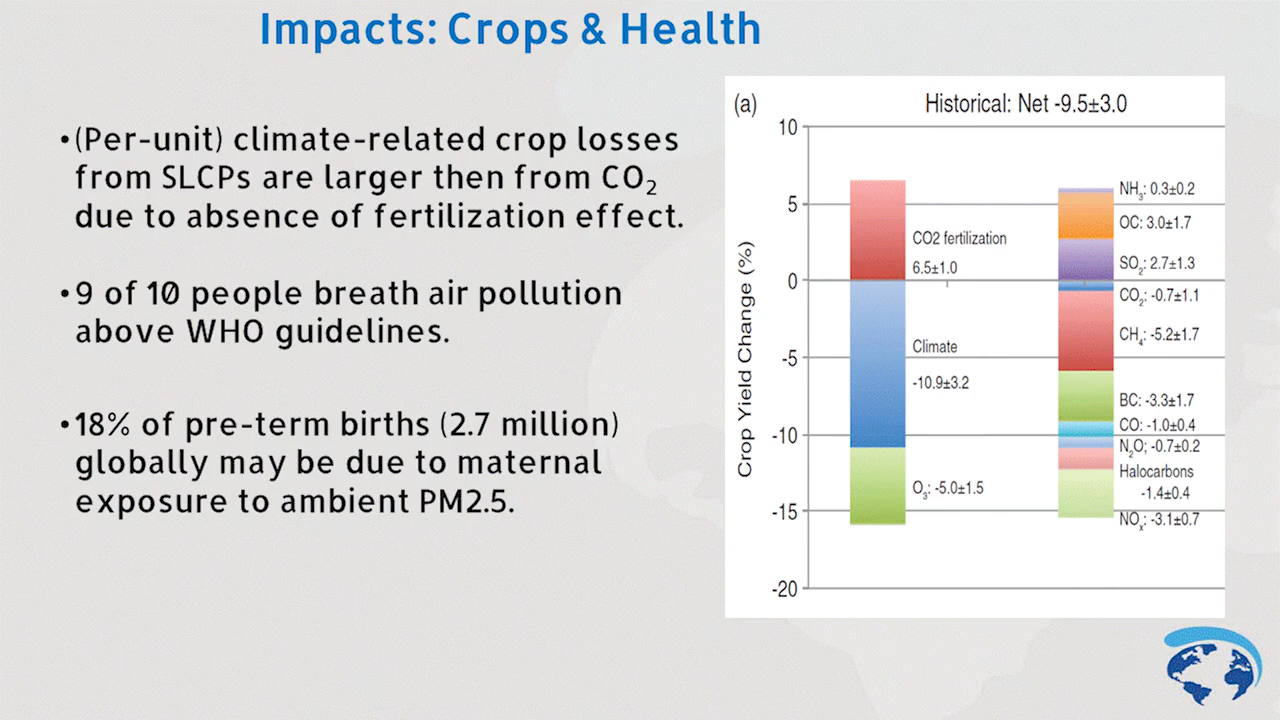 Impacts: Crops & Health
•(Per-unit) climate-related crop losses
from SLCPs are larger then from CO₂
due to absence of fertilization effect.
•9 of 10 people breath air pollution
above WHO guidelines.
•18% of pre-term births (2.7 million)
globally may be due to maternal
exposure to ambient PM2.5.
(a)
Historical: Net -9.5±3.0
Crop Yield Change (%)
10
5
0
-5
-10
-15
-20
CO2 fertilization
6.5±1.0
Climate
-10.9±3.2
O₃: -5.0±1.5
NH₃: 0.3±0.2
OC: 3.0±1.7
SO₂: 2.7±1.3
CO₂: -0.7±1.1
CH₄: -5.2±1.7
BC: -3.3±1.7
CO: -1.0±0.4
N₂O; -0.7±0.2
Halocarbons
-1.4±0.4
NOₓ: -3.1±0.7